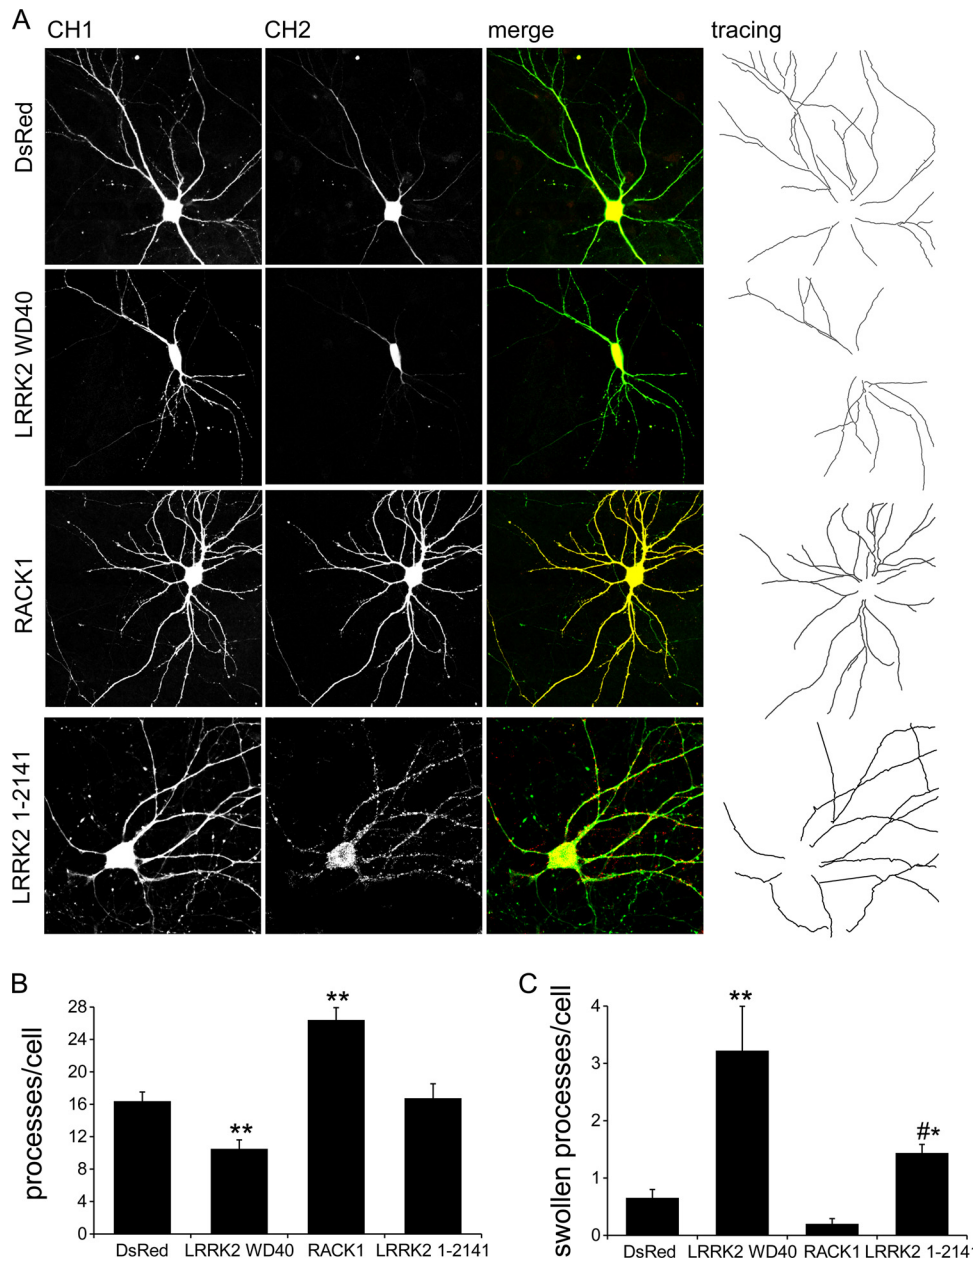 A
CH1 CH2 merge tracing
DsRed
LRRK2 WD40
RACK1
LRRK2 1-2141
B
processes/cell
28
24
20
16
12
8
4
0
**
**
DsRed LRRK2 WD40 RACK1 LRRK2 1-2141
C
swollen processes/cell
4
3
2
1
0
**
#*
DsRed LRRK2 WD40 RACK1 LRRK2 1-2141